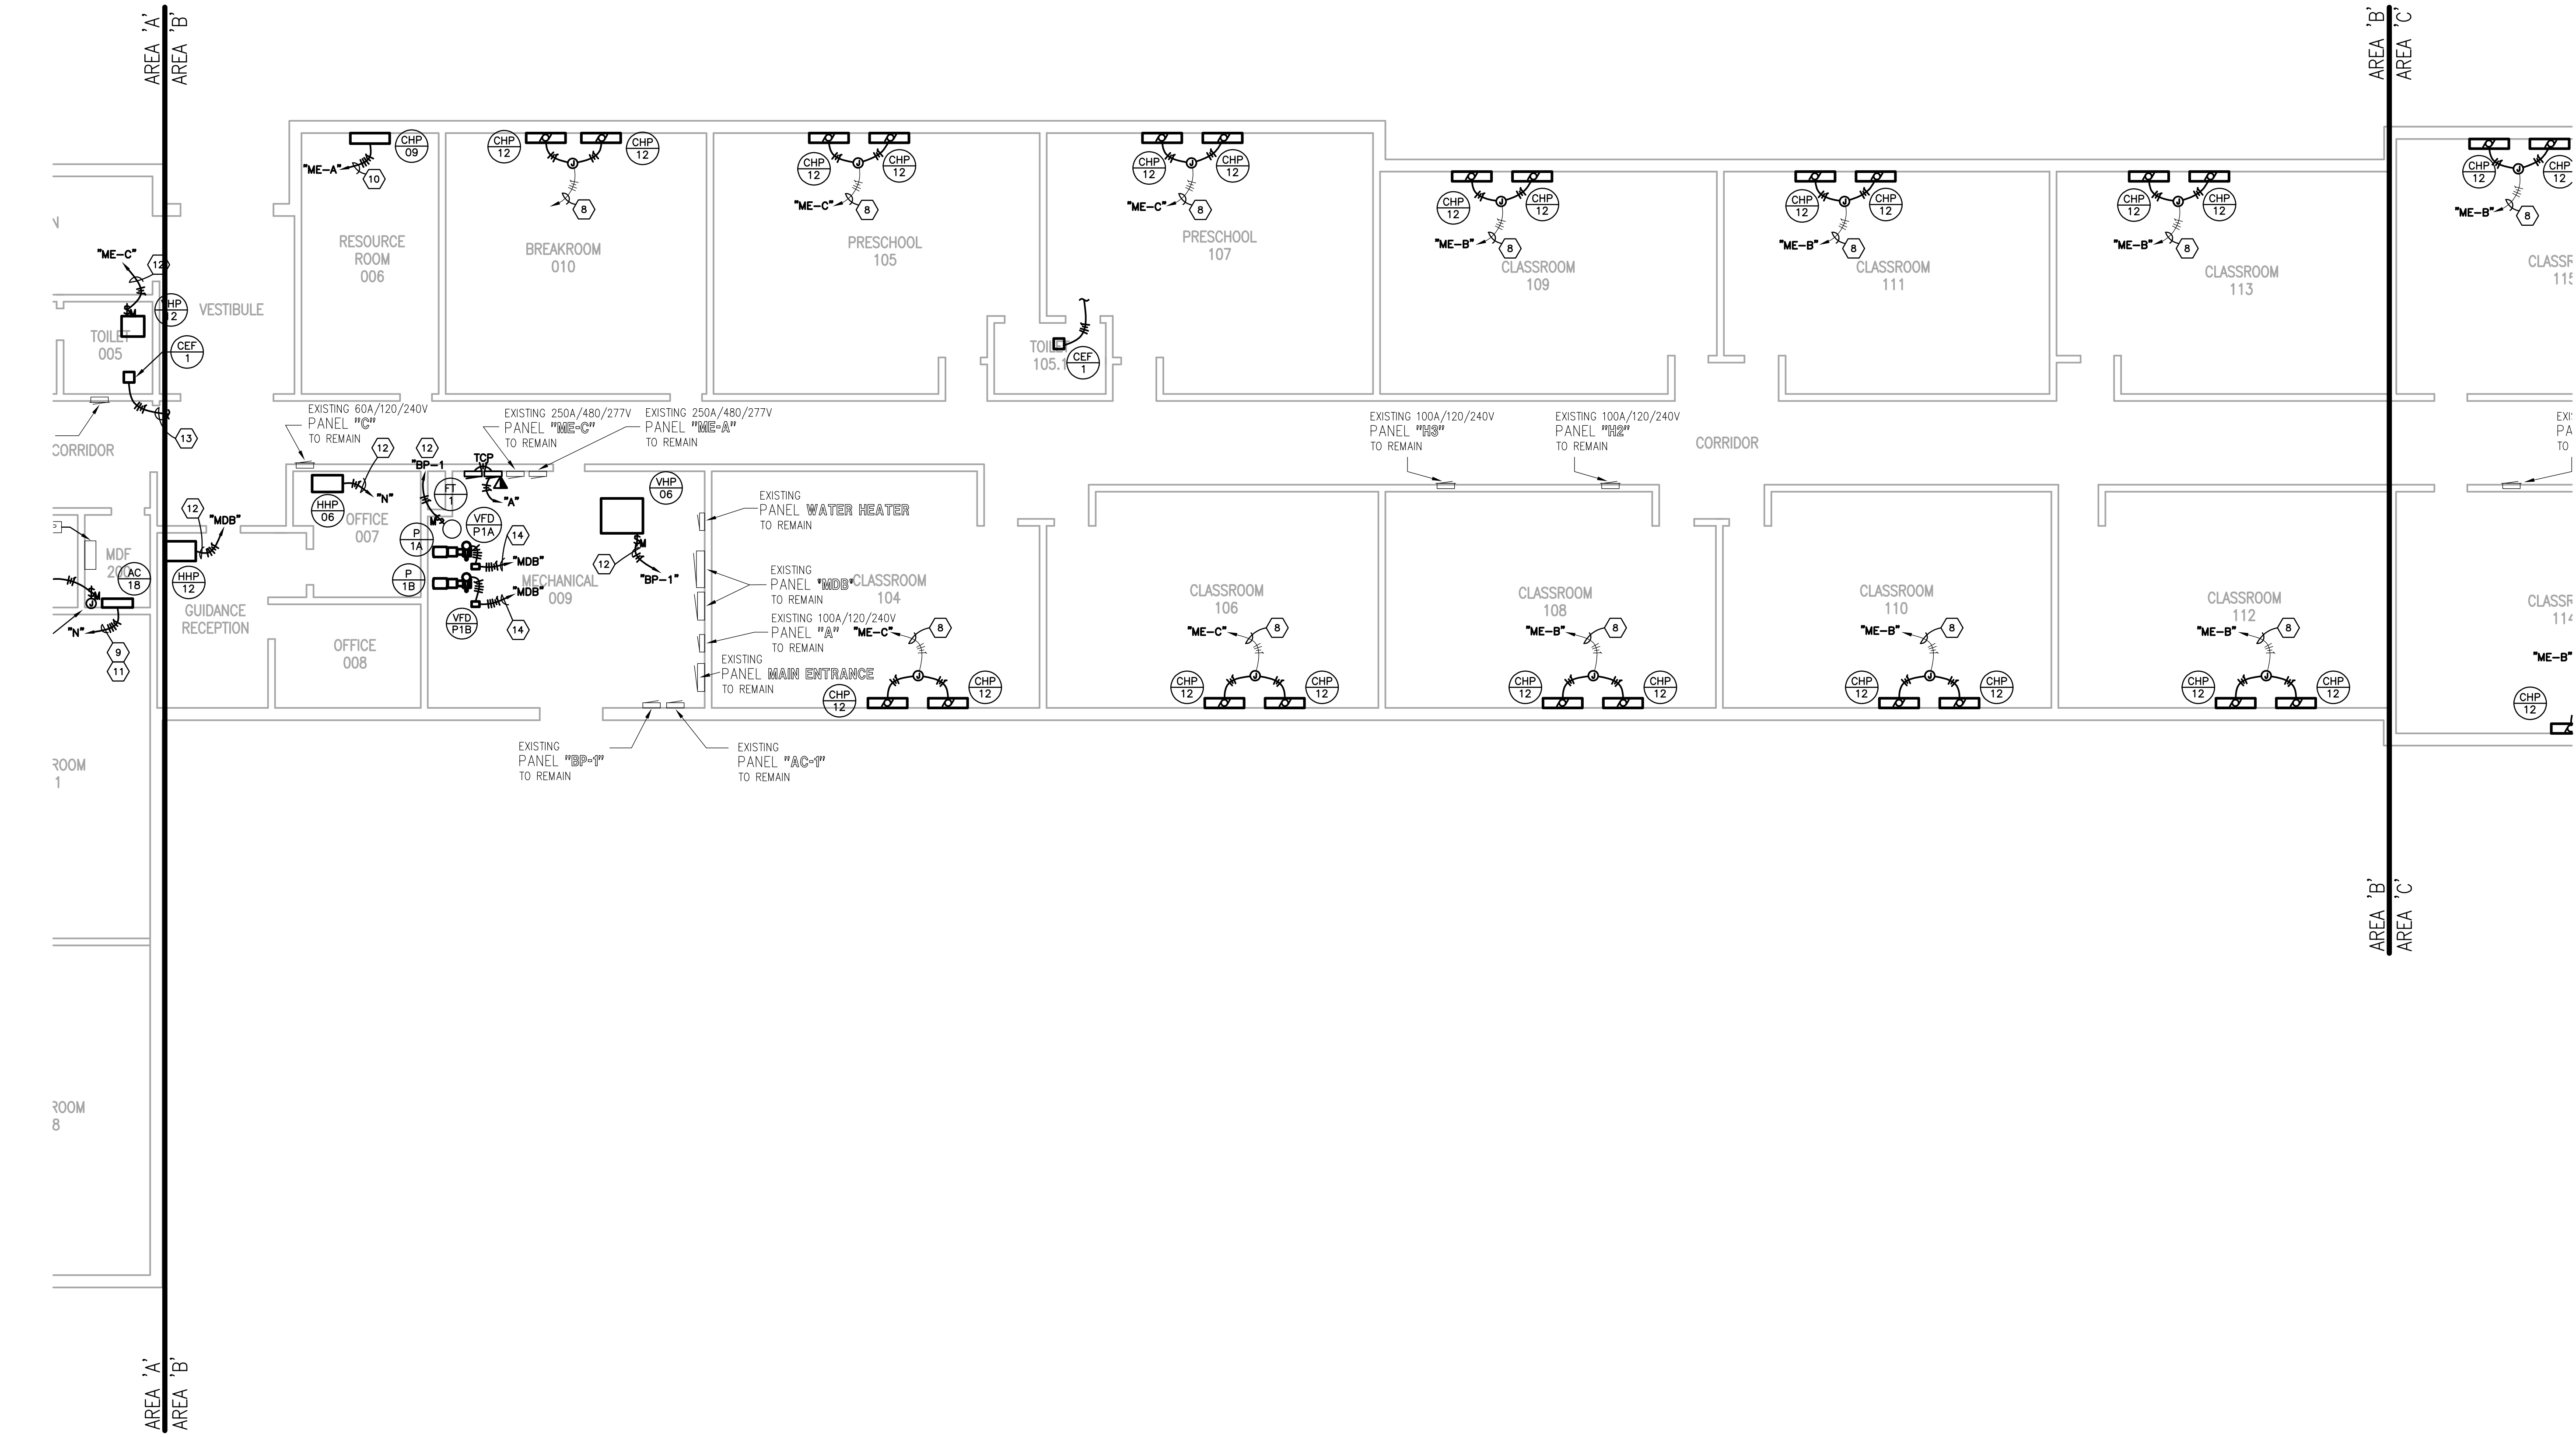 AREA 'A'
AREA 'B'
AREA 'B'
AREA 'C'
CHP
09
"ME-A"
10
RESOURCE
ROOM
006
CHP
12
CHP
12
8
BREAKROOM
010
CHP
12
CHP
12
"ME-C"
8
PRESCHOOL
105
CHP
12
CHP
12
"ME-C"
8
PRESCHOOL
107
CHP
12
CHP
12
"ME-B"
8
CLASSROOM
109
CHP
12
CHP
12
"ME-B"
8
CLASSROOM
111
CHP
12
CHP
12
"ME-B"
8
CLASSROOM
113
CHP
12
CHP
12
"ME-B"
8
"ME-C"
12
VESTIBULE
TOILET
005
CEF
1
13
CORRIDOR
TOILET
105.1
CEF
1
EXISTING 60A/120/240V
PANEL "C"
TO REMAIN
EXISTING 250A/480/277V
PANEL "ME-C"
TO REMAIN
EXISTING 250A/480/277V
PANEL "ME-A"
TO REMAIN
EXISTING 100A/120/240V
PANEL "H3"
TO REMAIN
EXISTING 100A/120/240V
PANEL "H2"
TO REMAIN
CORRIDOR
12
"N"
HHP
06
OFFICE
007
12
"BP-1
TCP
FT
1
"A"
VFD
P1A
14
P
1A
"MDB"
P
1B
"MDB"
VFD
P1B
14
MECHANICAL
009
VHP
06
12
"BP-1"
12
"MDB"
HHP
12
MDF
200
AC
18
"N"
9
11
GUIDANCE
RECEPTION
OFFICE
008
EXISTING
PANEL WATER HEATER
TO REMAIN
EXISTING
PANEL "MDB"
TO REMAIN
EXISTING 100A/120/240V
PANEL "A"
TO REMAIN
EXISTING
PANEL MAIN ENTRANCE
TO REMAIN
CLASSROOM
104
"ME-C"
8
CHP
12
CHP
12
CLASSROOM
106
"ME-C"
8
CHP
12
CHP
12
CLASSROOM
108
"ME-B"
8
CHP
12
CHP
12
CLASSROOM
110
"ME-B"
8
CHP
12
CHP
12
CLASSROOM
112
"ME-B"
8
CHP
12
CHP
12
"ME-B"
CHP
12
EXISTING
PANEL "BP-1"
TO REMAIN
EXISTING
PANEL "AC-1"
TO REMAIN
AREA 'B'
AREA 'C'
AREA 'A'
AREA 'B'